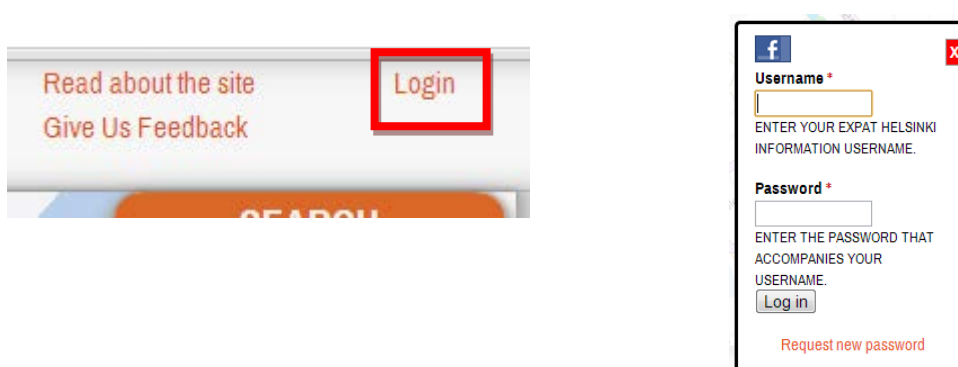 Read about the site
Login
Give Us Feedback
SEARCH
f
X
Username *
ENTER YOUR EXPAT HELSINKI
INFORMATION USERNAME.
Password *
ENTER THE PASSWORD THAT
ACCOMPANIES YOUR
USERNAME.
Log in
Request new password